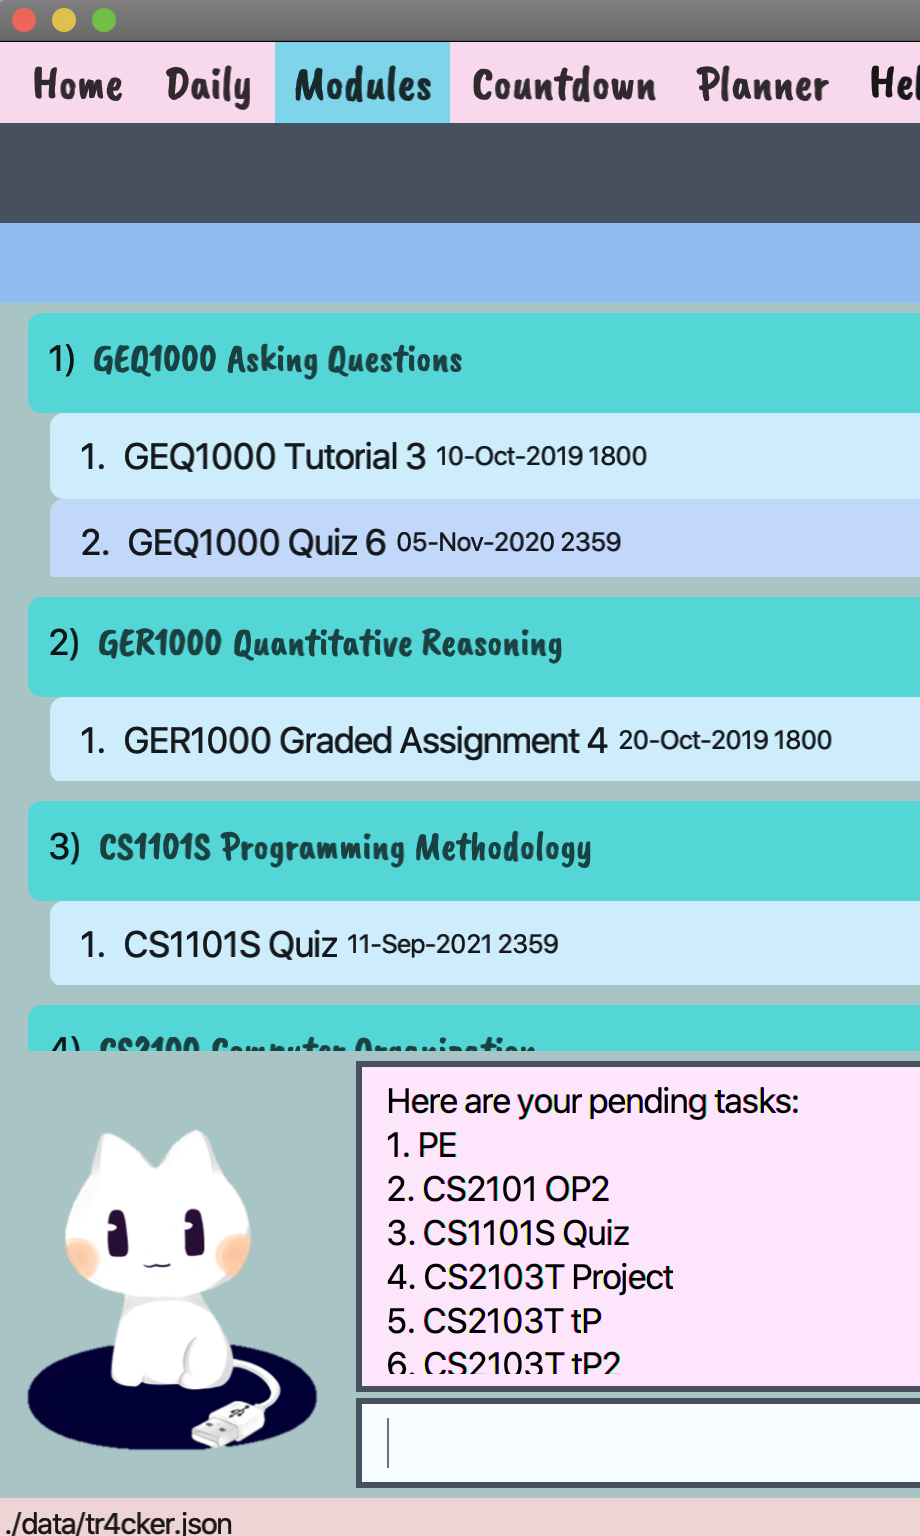 Home Daily Modules Countdown Planner
1) GEQ1000 Asking Questions
1. GEQ1000 Tutorial 3 10-Oct-2019 1800
2. GEQ1000 Quiz 6 05-Nov-2020 2359
2) GER1000 Quantitative Reasoning
1. GER1000 Graded Assignment 4 20-Oct-2019 1800
3) CS1101S Programming Methodology
1. CS1101S Quiz 11-Sep-2021 2359
4) CS2100 Computer Organization
Here are your pending tasks:
1. PE
2. CS2101 OP2
3. CS1101S Quiz
4. CS2103T Project
5. CS2103T tP
6. CS2103T tP2
./data/tr4cker.json